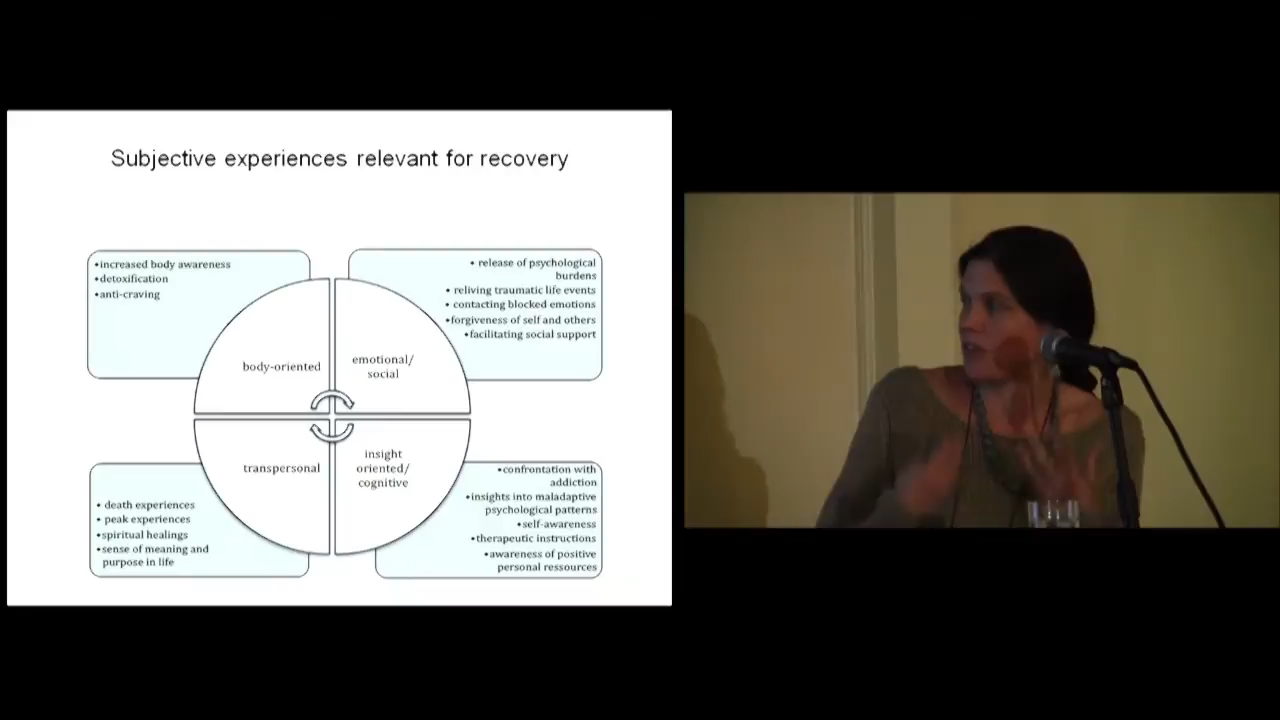 Subjective experiences relevant for recovery
•increased body awareness
•detoxification
•anti-craving
• release of psychological
burdens
• reliving traumatic life events
• contacting blocked emotions
•forgiveness of self and others
•facilitating social support
body-oriented
emotional/
social
transpersonal
insight
oriented/
cognitive
• death experiences
• peak experiences
•spiritual healings
•sense of meaning and
purpose in life
•confrontation with
addiction
•insights into maladaptive
psychological patterns
•self-awareness
•therapeutic instructions
•awareness of positive
personal ressources